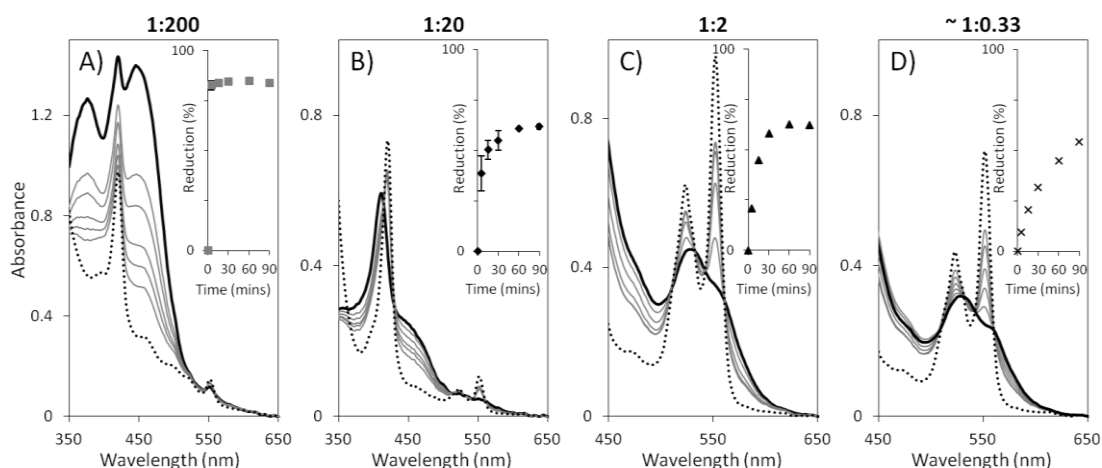 1:200
1:20
1:2
~ 1:0.33
A)
B)
C)
D)
100
100
100
100
Reduction (%)
Reduction (%)
Reduction (%)
Reduction (%)
0
0
0
0
0 30 60 90
0 30 60 90
0 30 60 90
0 30 60 90
Time (mins)
Time (mins)
Time (mins)
Time (mins)
Absorbance
1.2
0.8
0.4
0
0.8
0.4
0
0.8
0.4
0
0.8
0.4
0
350 450 550 650
350 450 550 650
450 550 650
450 550 650
Wavelength (nm)
Wavelength (nm)
Wavelength (nm)
Wavelength (nm)